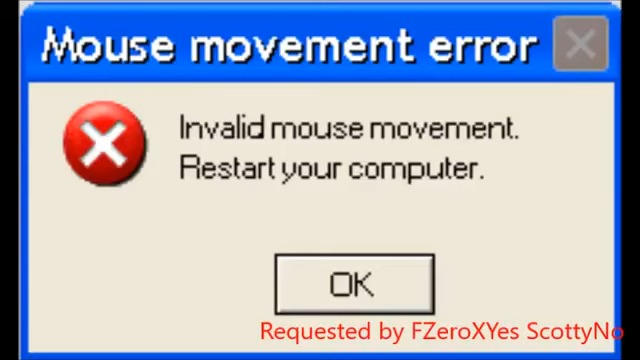 Mouse movement error
Invalid mouse movement.
Restart your computer.
OK
Requested by FZeroXYes ScottyNo